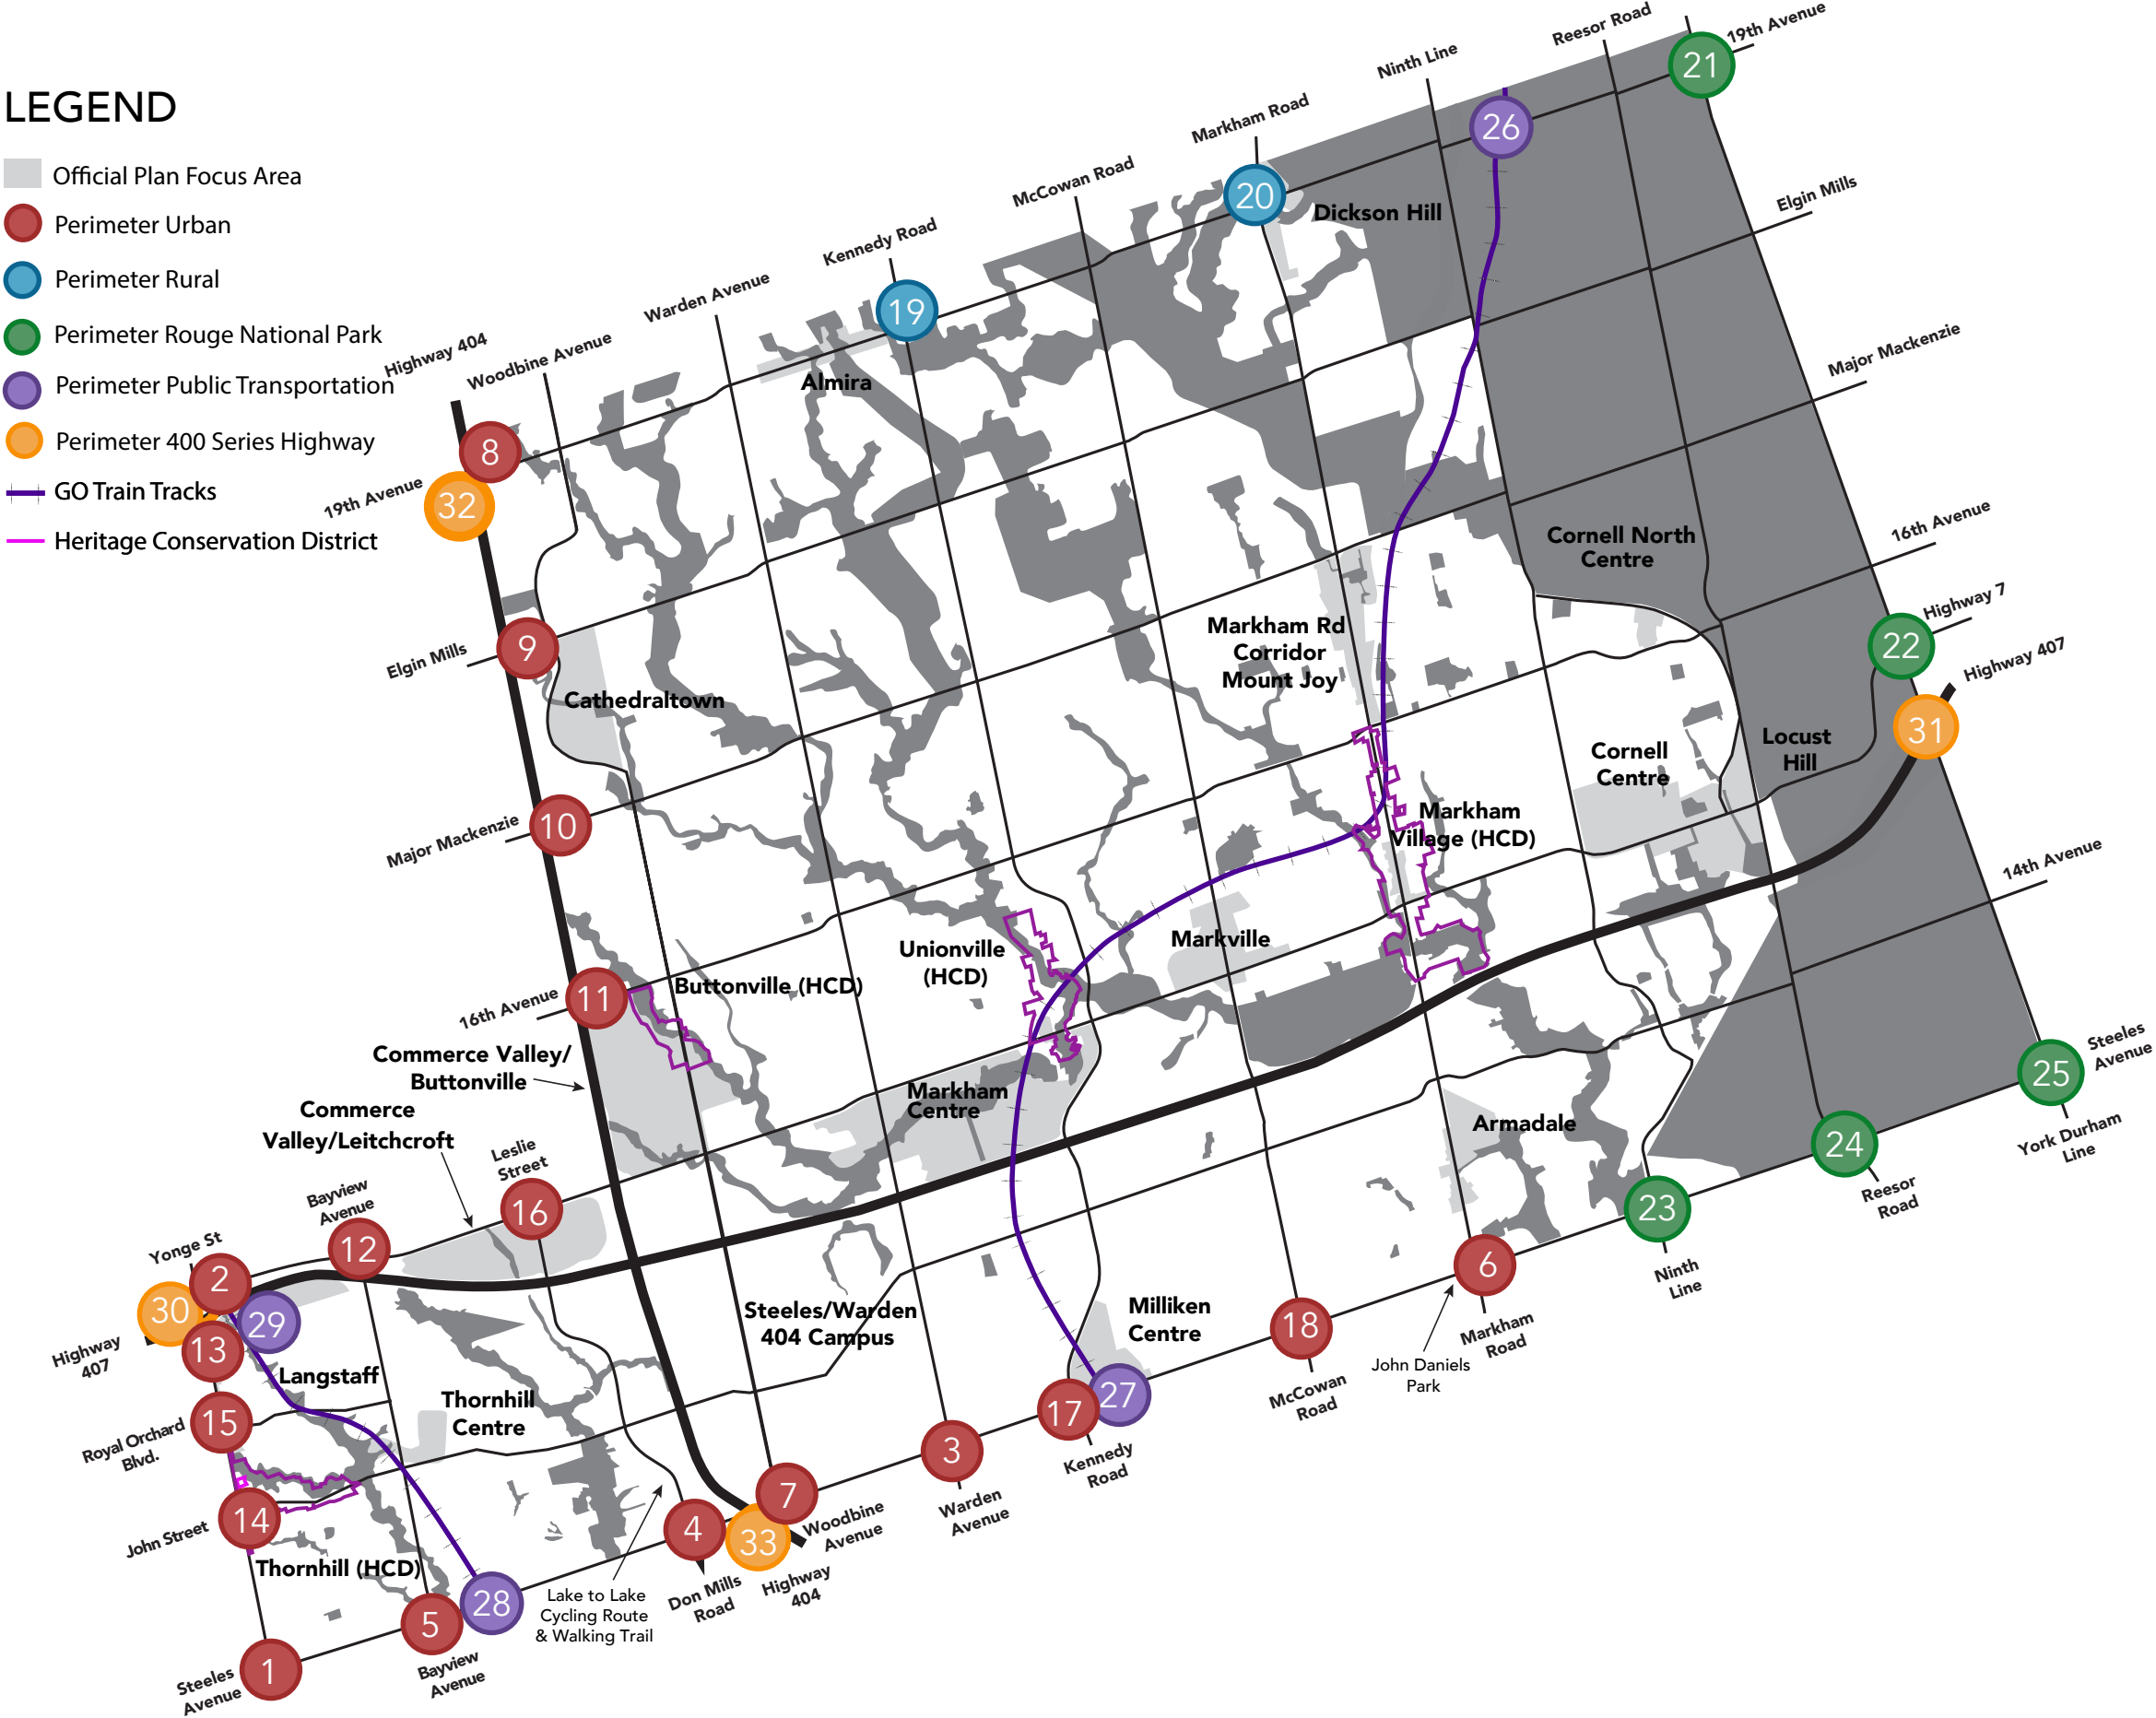 LEGEND
Official Plan Focus Area
Perimeter Urban
Perimeter Rural
Perimeter Rouge National Park
Perimeter Public Transportation
Perimeter 400 Series Highway
GO Train Tracks
Heritage Conservation District
Highway 404
Woodbine Avenue
Warden Avenue
Kennedy Road
McCowan Road
Markham Road
Ninth Line
Reesor Road
19th Avenue
21
26
20
Dickson Hill
Elgin Mills
19
Almira
Major Mackenzie
8
19th Avenue
32
16th Avenue
Cornell North
Centre
Highway 7
22
Highway 407
31
Elgin Mills
9
Cathedraltown
Markham Rd
Corridor
Mount Joy
Locust
Hill
Cornell
Centre
Major Mackenzie
10
Markham
Village (HCD)
14th Avenue
Markville
Unionville
(HCD)
Buttonville (HCD)
16th Avenue
11
Commerce Valley/
Buttonville
Markham
Centre
Commerce
Valley/Leitchcroft
Armadale
Steeles
Avenue
25
York Durham
Line
24
Reesor
Road
23
Ninth
Line
Leslie
Street
16
Bayview
Avenue
12
Yonge St
2
30
29
13
Highway
407
Langstaff
Steeles/Warden
404 Campus
Milliken
Centre
6
Markham
Road
John Daniels
Park
18
McCowan
Road
17
27
Kennedy
Road
3
Warden
Avenue
Thornhill
Centre
15
Royal Orchard
Blvd.
14
John Street
Thornhill (HCD)
7
Woodbine
Avenue
4
33
Don Mills
Road
Highway
404
Lake to Lake
Cycling Route
& Walking Trail
28
5
Bayview
Avenue
1
Steeles
Avenue